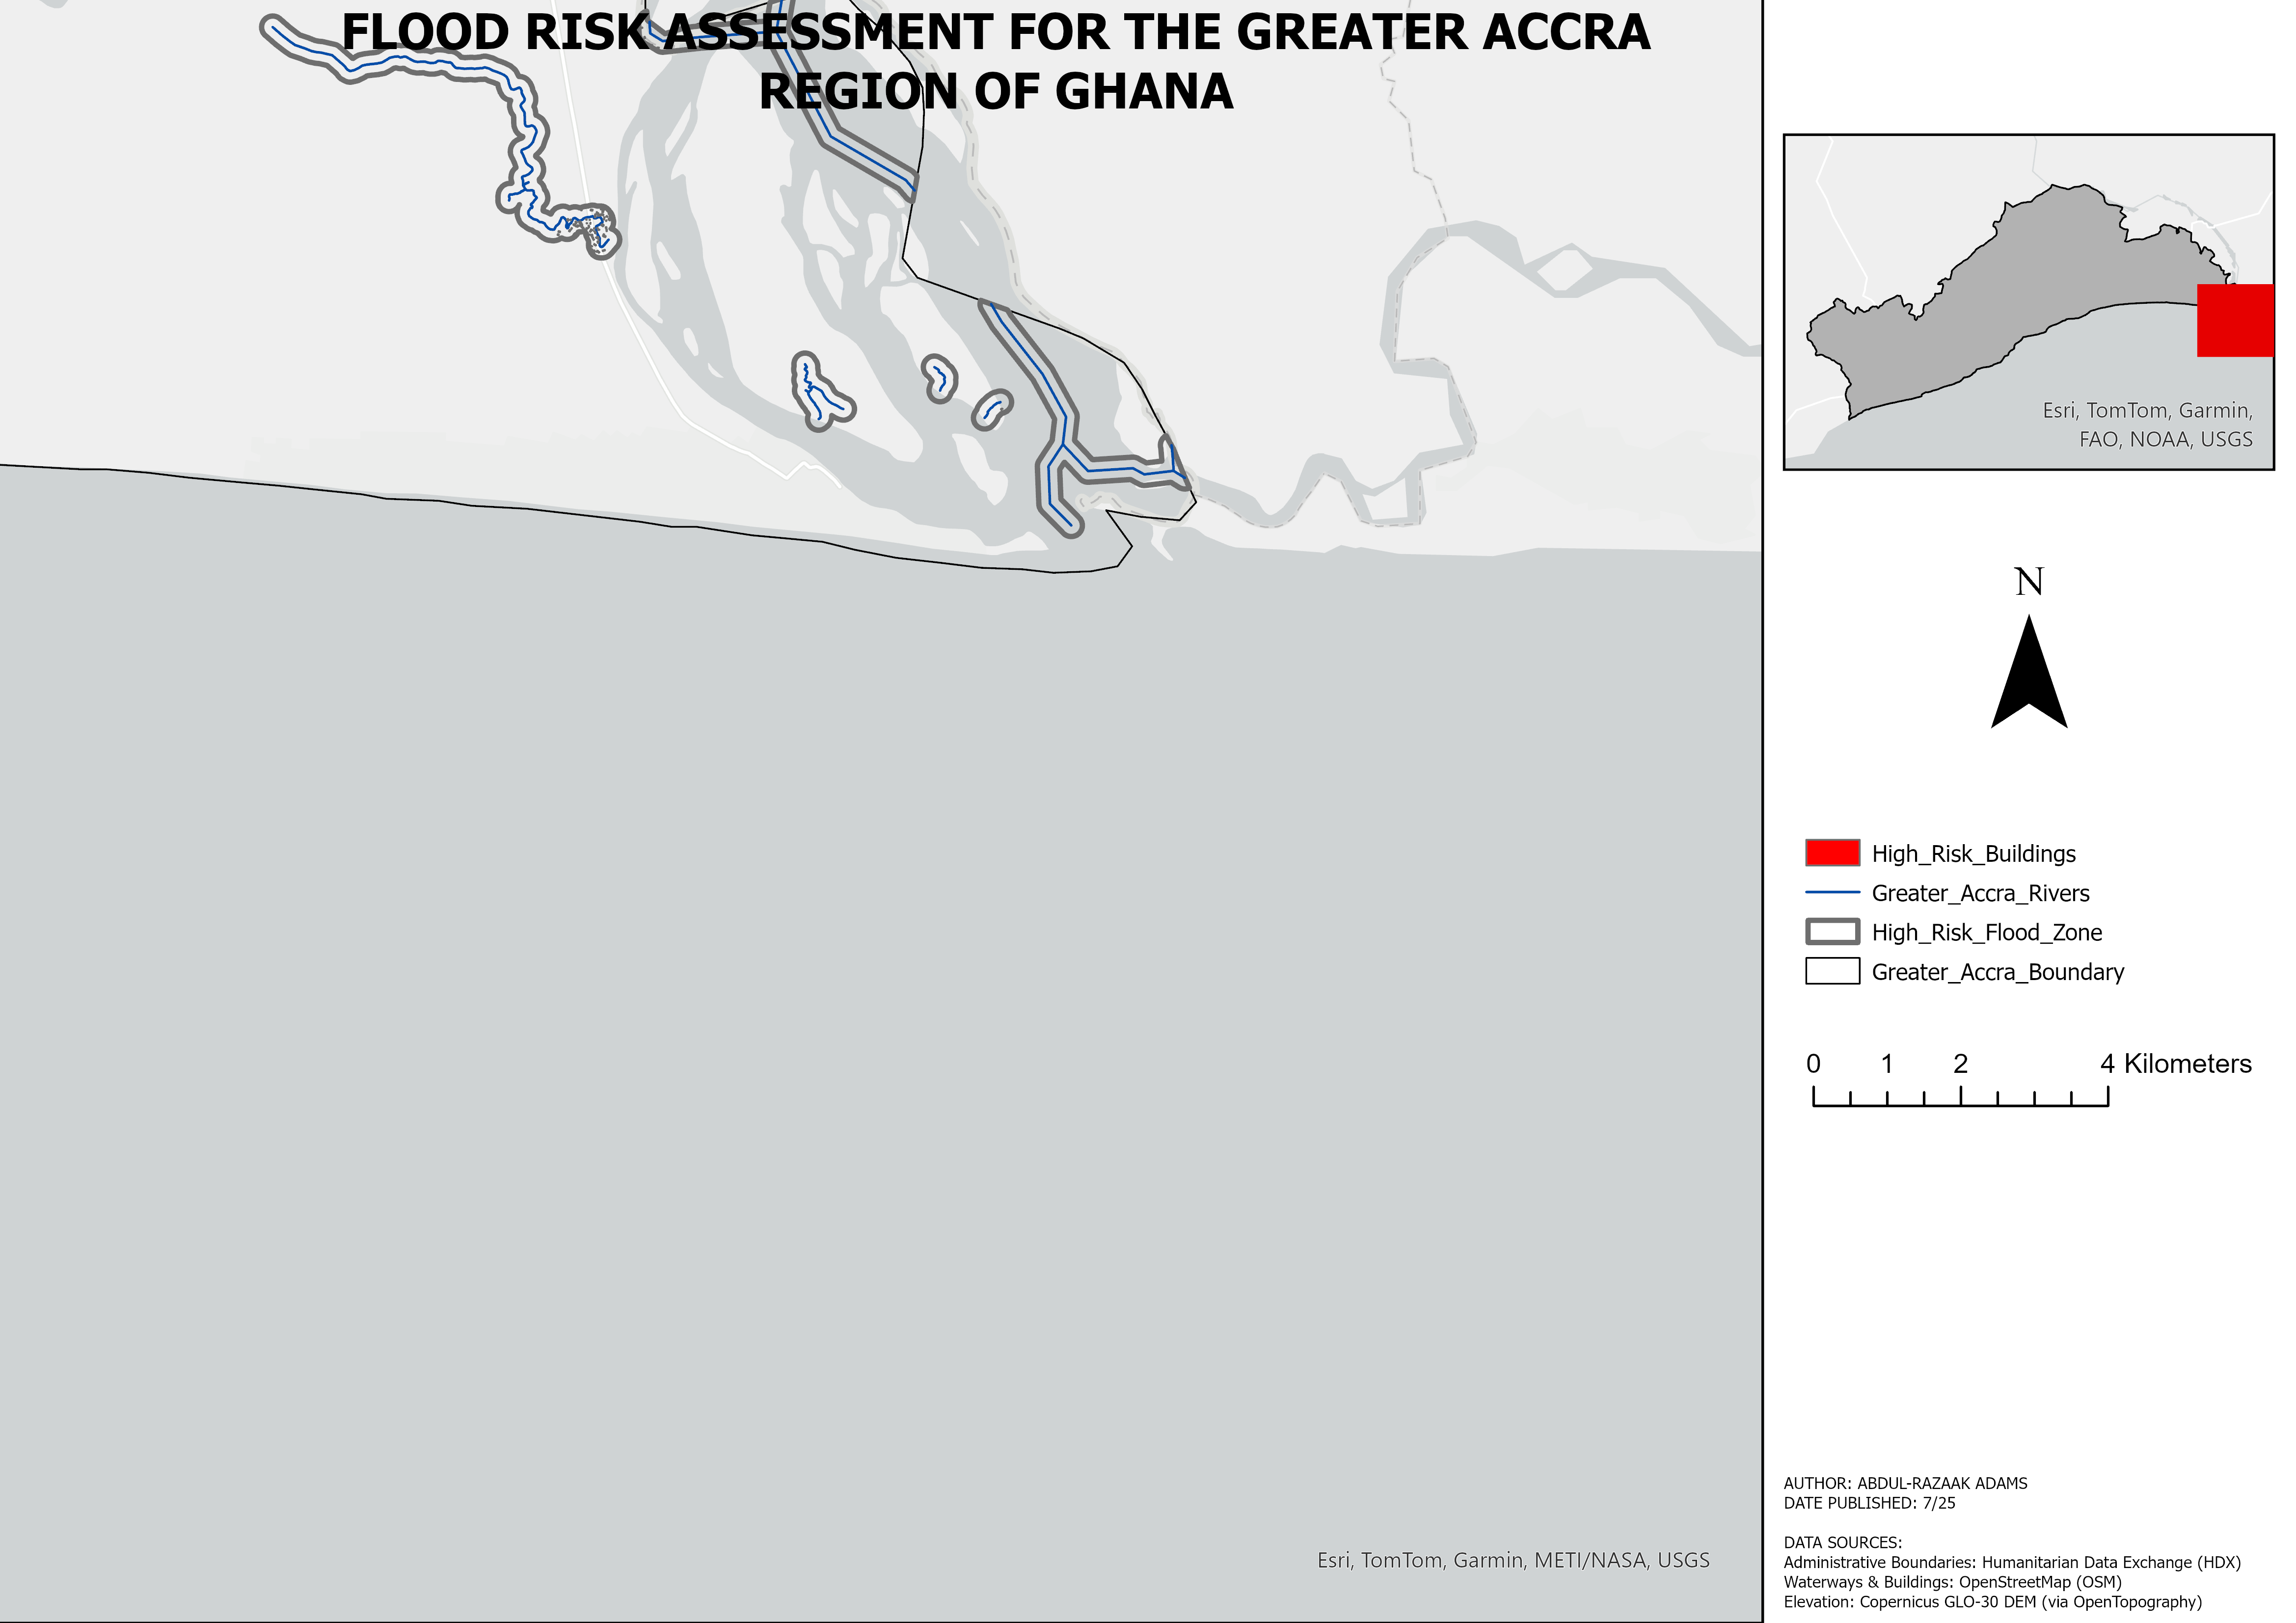 FLOOD RISK ASSESSMENT FOR THE GREATER ACCRA
REGION OF GHANA
Esri, TomTom, Garmin,
FAO, NOAA, USGS
N
High_Risk_Buildings
Greater_Accra_Rivers
High_Risk_Flood_Zone
Greater_Accra_Boundary
0 1 2 4 Kilometers
Esri, TomTom, Garmin, METI/NASA, USGS
AUTHOR: ABDUL-RAZAAK ADAMS
DATE PUBLISHED: 7/25
DATA SOURCES:
Administrative Boundaries: Humanitarian Data Exchange (HDX)
Waterways & Buildings: OpenStreetMap (OSM)
Elevation: Copernicus GLO-30 DEM (via OpenTopography)